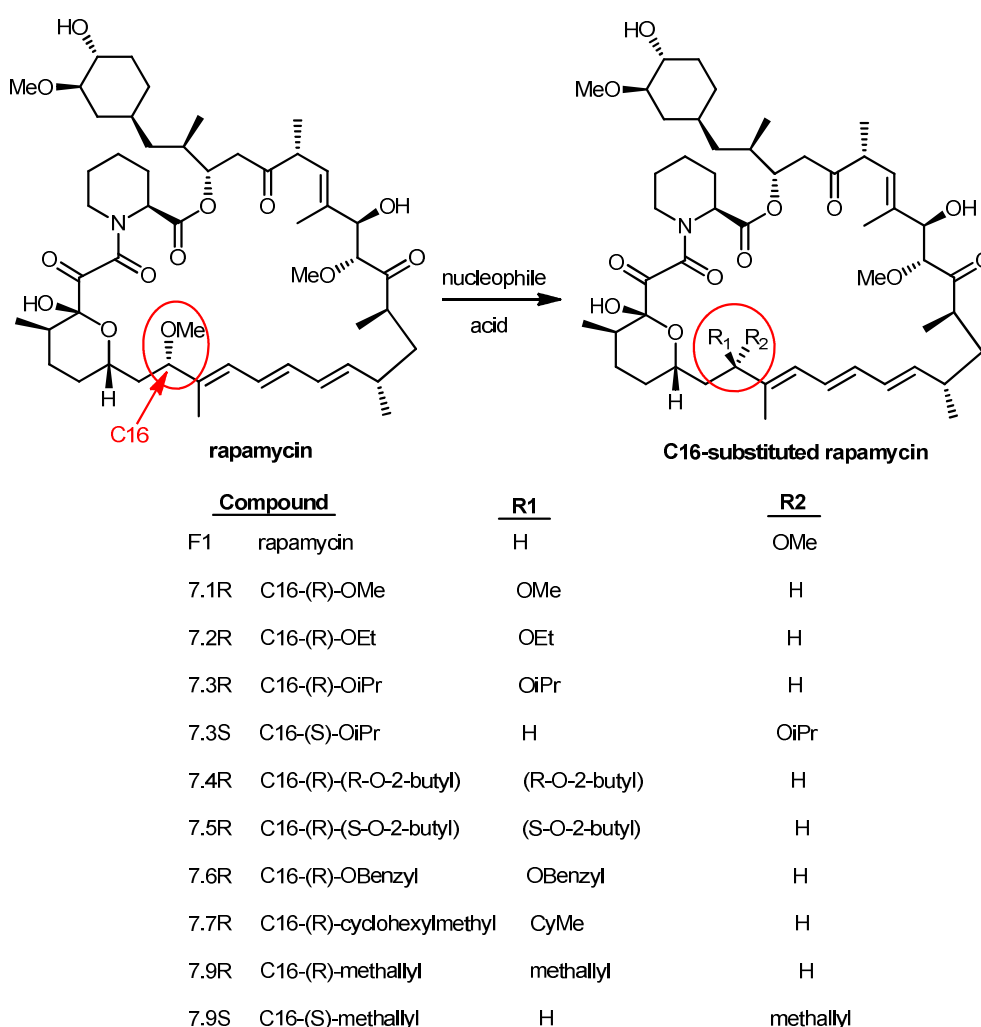 HO
MeO
O
N
O
O
O
O
HO
O
H
OMe
OH
MeO
O
C16
rapamycin
nucleophile
acid
HO
MeO
O
N
O
O
O
O
HO
O
H
R1 R2
OH
MeO
O
C16-substituted rapamycin
Compound R1 R2
F1 rapamycin H OMe
7.1R C16-(R)-OMe OMe H
7.2R C16-(R)-OEt OEt H
7.3R C16-(R)-OiPr OiPr H
7.3S C16-(S)-OiPr H OiPr
7.4R C16-(R)-(R-O-2-butyl) (R-O-2-butyl) H
7.5R C16-(R)-(S-O-2-butyl) (S-O-2-butyl) H
7.6R C16-(R)-OBenzyl OBenzyl H
7.7R C16-(R)-cyclohexylmethyl CyMe H
7.9R C16-(R)-methallyl methallyl H
7.9S C16-(S)-methallyl H methallyl